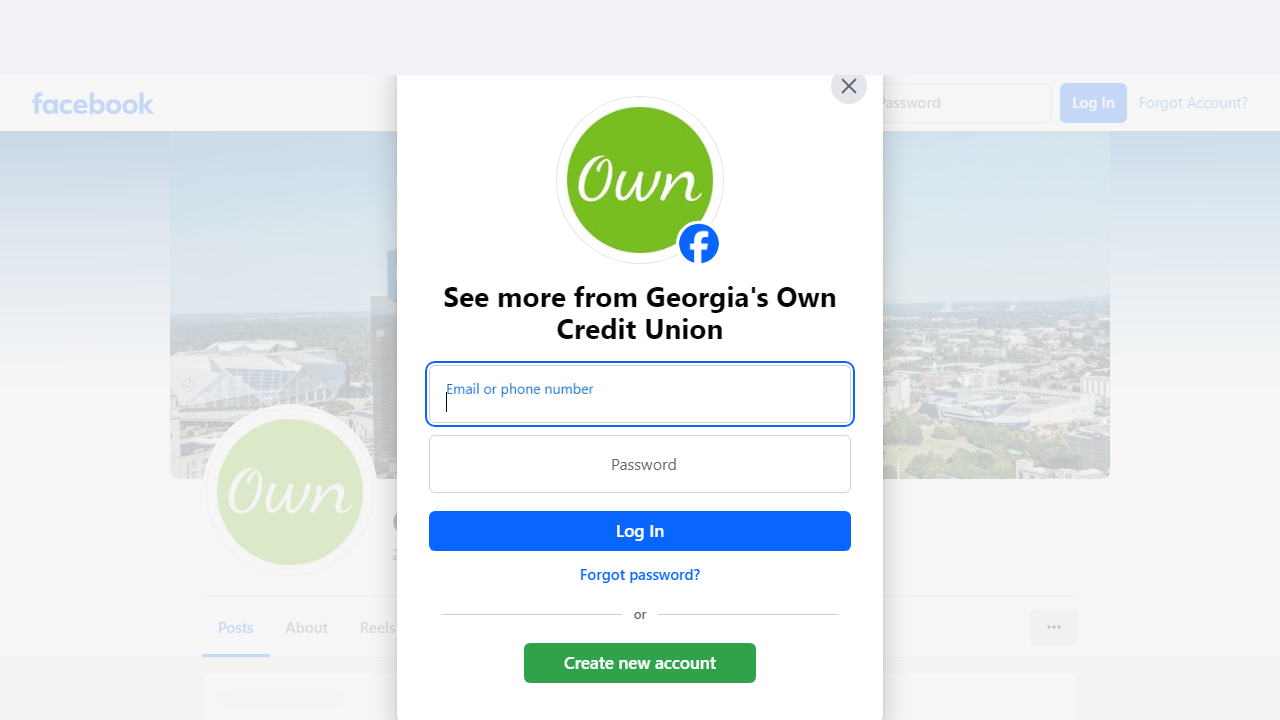 facebook
Password
Log In
Forgot Account?
Own
See more from Georgia's Own
Credit Union
Email or phone number
Password
Log In
Forgot password?
or
Create new account
Own
Posts
About
Reels